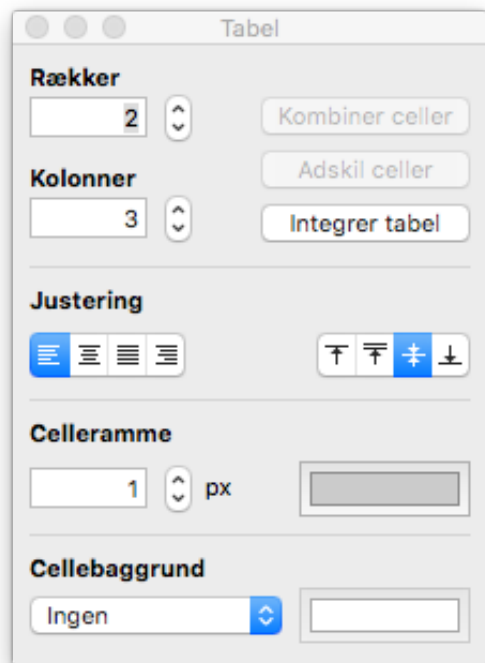 Tabel
Rækker
2
Kombiner celler
Adskil celler
Kolonner
3
Integrer tabel
Justering
Celleramme
1 px
Cellebaggrund
Ingen